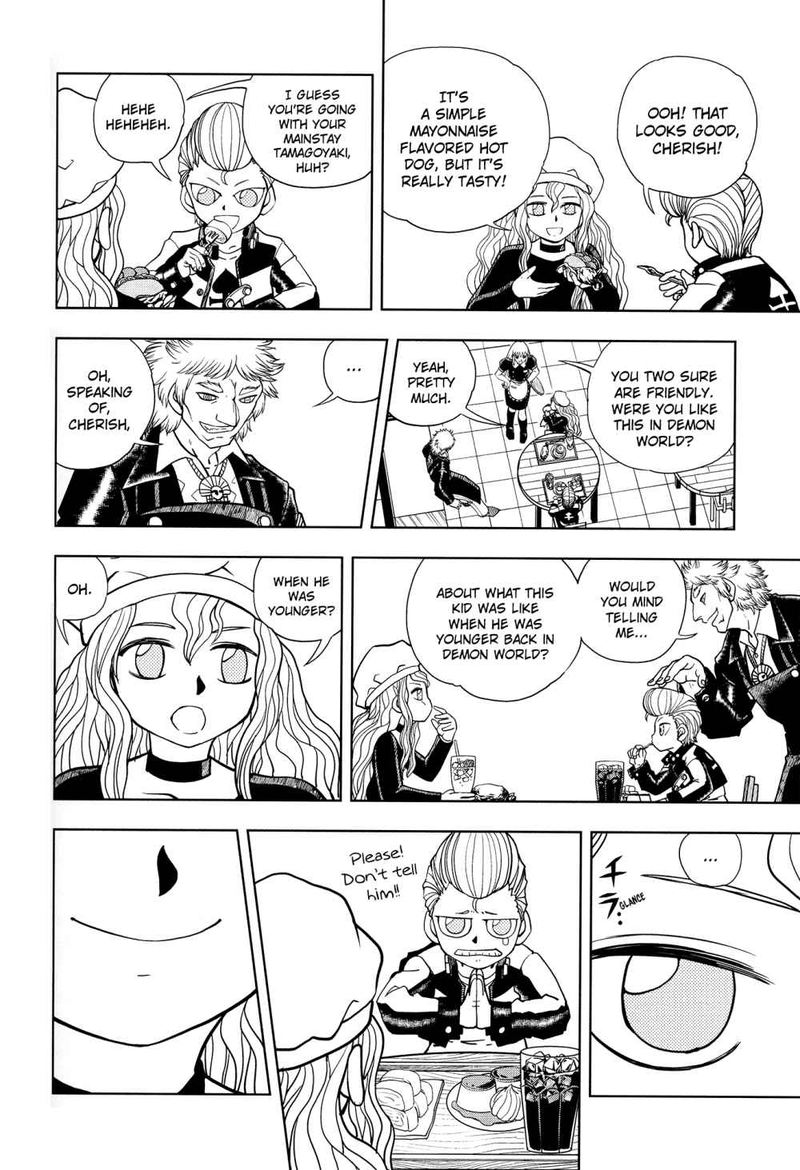 OOH! THAT
LOOKS GOOD,
CHERISH!
IT'S
A SIMPLE
MAYONNAISE
FLAVORED HOT
DOG, BUT IT'S
REALLY TASTY!
I GUESS
YOU'RE GOING
WITH YOUR
MAINSTAY
TAMAGOYAKI,
HUH?
HEHE
HEHEHEH.
YOU TWO SURE
ARE FRIENDLY.
WERE YOU LIKE
THIS IN DEMON
WORLD?
YEAH,
PRETTY
MUCH.
...
OH,
SPEAKING
OF,
CHERISH,
WOULD
YOU MIND
TELLING
ME...
ABOUT WHAT THIS
KID WAS LIKE
WHEN HE WAS
YOUNGER BACK IN
DEMON WORLD?
WHEN HE
WAS
YOUNGER?
OH.
...
チラ
GLANCE
Please!
Don't tell
him!!